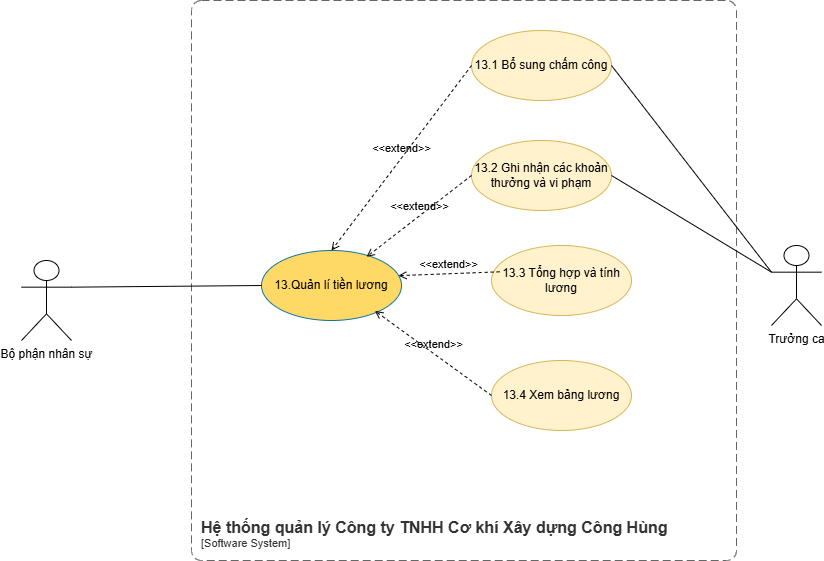 13.1 Bổ sung chấm công
<<extend>>
13.2 Ghi nhận các khoản
thưởng và vi phạm
<<extend>>
13.Quản lí tiền lương
<<extend>>
13.3 Tổng hợp và tính
lương
Trưởng ca
Bộ phận nhân sự
<<extend>>
13.4 Xem bảng lương
Hệ thống quản lý Công ty TNHH Cơ khí Xây dựng Công Hùng
[Software System]